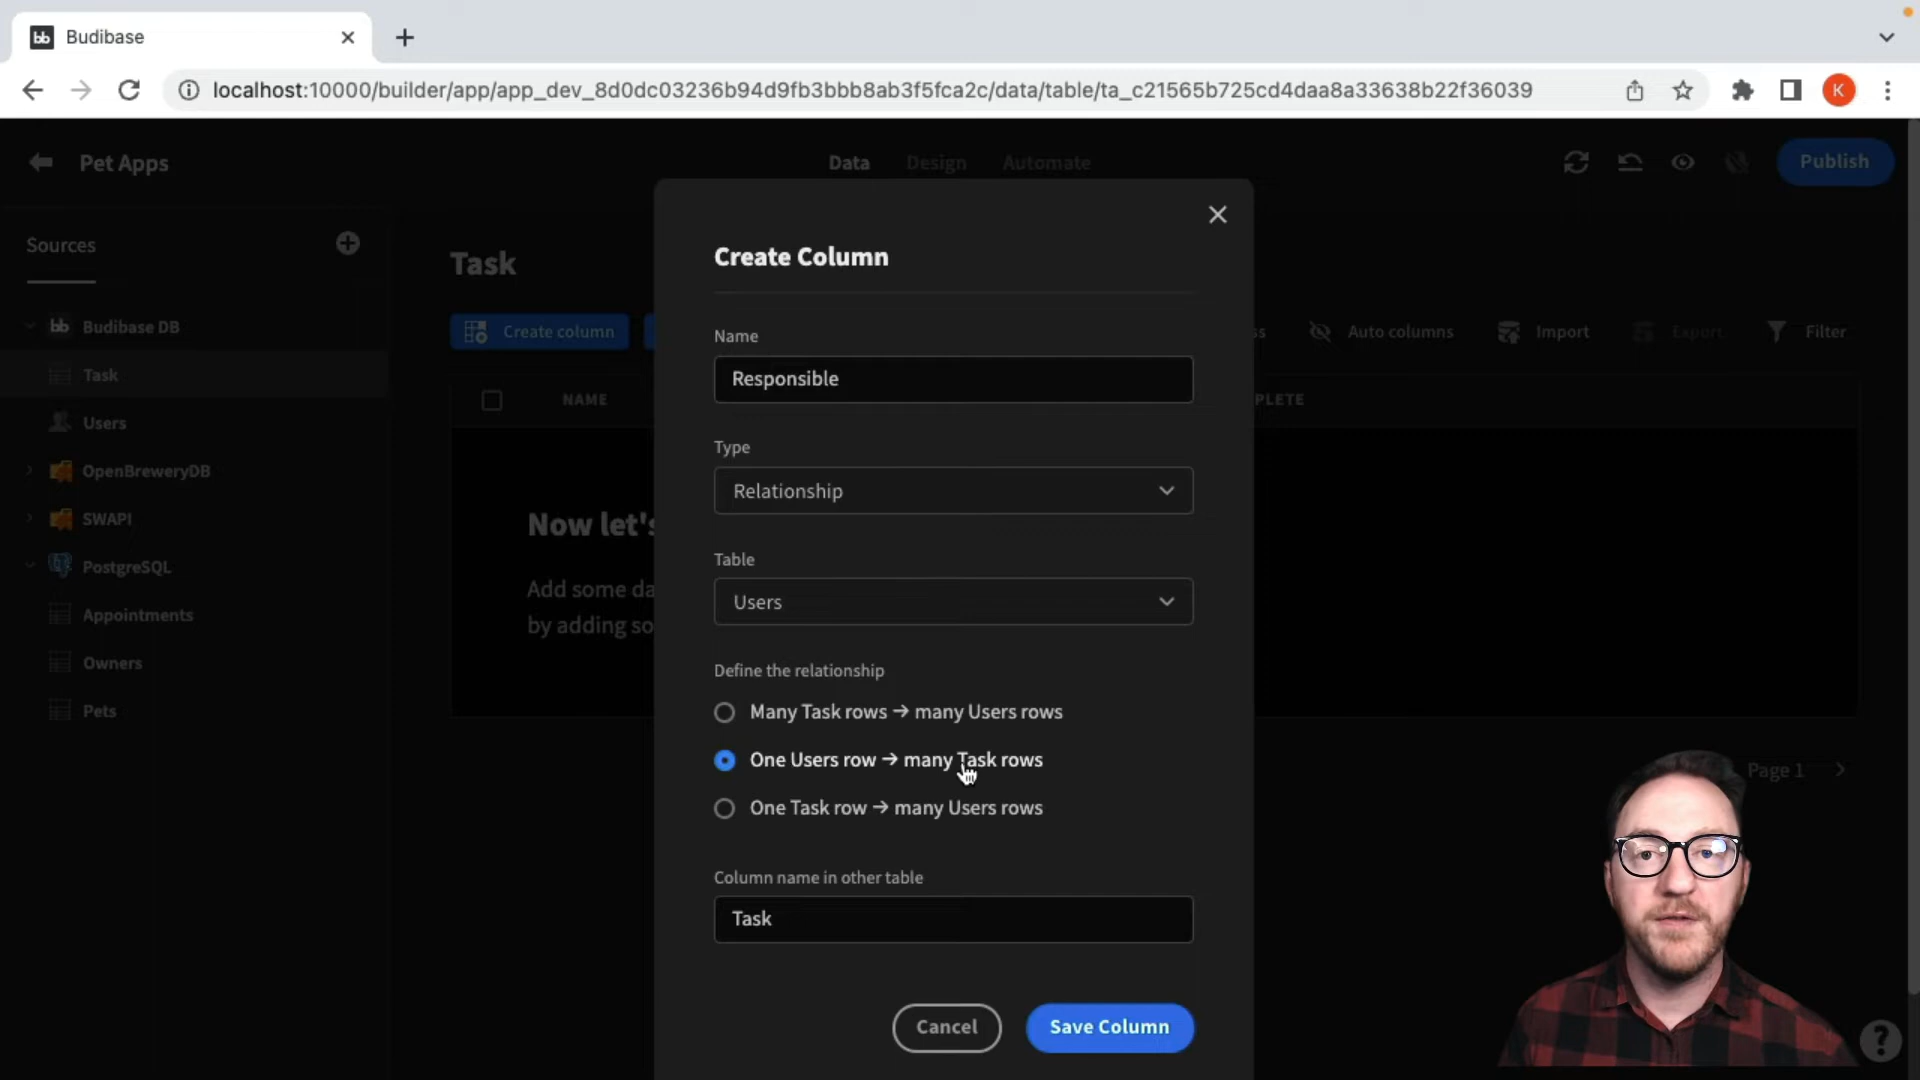 bb Budibase
localhost:10000/builder/app/app_dev_8d0dc03236b94d9fb3bbb8ab3f5fca2c/data/table/ta_c21565b725cd4daa8a33638b22f36039
K
Pet Apps
Data Design Automate
Publish
Sources
Task
bb Budibase DB
Task
Users
OpenBreweryDB
SWAPI
PostgreSQL
Appointments
Owners
Pets
Create column
Auto columns
Import
Export
Filter
NAME
PLETE
Now let's
Add some da
by adding so
Page 1
Create Column
Name
Responsible
Type
Relationship
Table
Users
Define the relationship
Many Task rows → many Users rows
One Users row → many Task rows
One Task row → many Users rows
Column name in other table
Task
Cancel
Save Column
?